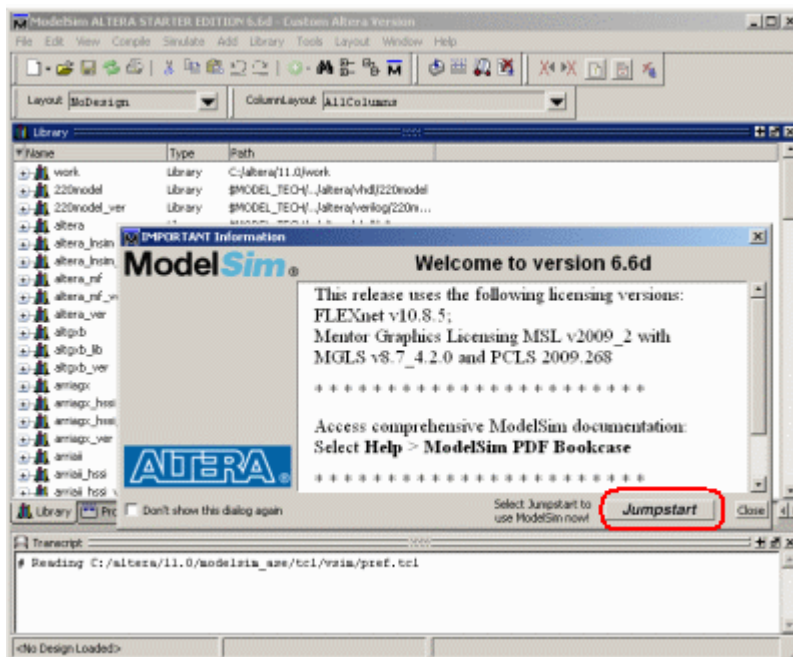 ModelSim ALTERA STARTER EDITION 6.6d - Custom Altera Version
File Edit View Compile Simulate Add Library Tools Layout Window Help
Layout NoDesign
ColumnLayout AllColumns
Library
Name Type Path
work Library C:/altera/11.0/work
220model Library $MODEL_TECH/../altera/vhdl/220model
220model_ver Library $MODEL_TECH/../altera/verilog/220m...
altera
altera_lnsim
altera_lnsim_
altera_mf
altera_mf_v
altera_ver
altgxb
altgxb_lib
altgxb_ver
arriagx
arriagx_hssi
arriagx_hssi_
arriagx_ver
arriaii
arriaii_hssi
arriaii_hssi_v
IMPORTANT Information
ModelSim®
Welcome to version 6.6d
This release uses the following licensing versions:
FLEXnet v10.8.5;
Mentor Graphics Licensing MSL v2009_2 with
MGLS v8.7_4.2.0 and PCLS 2009.268
* * * * * * * * * * * * * * * * * * * * * * *
Access comprehensive ModelSim documentation:
Select Help > ModelSim PDF Bookcase
* * * * * * * * * * * * * * * * * * * * * * *
ALTERA®
Don't show this dialog again
Select Jumpstart to
use ModelSim now!
Jumpstart
Close
Library
Transcript
# Reading C:/altera/11.0/modelsim_ase/tcl/vsim/pref.tcl
<No Design Loaded>